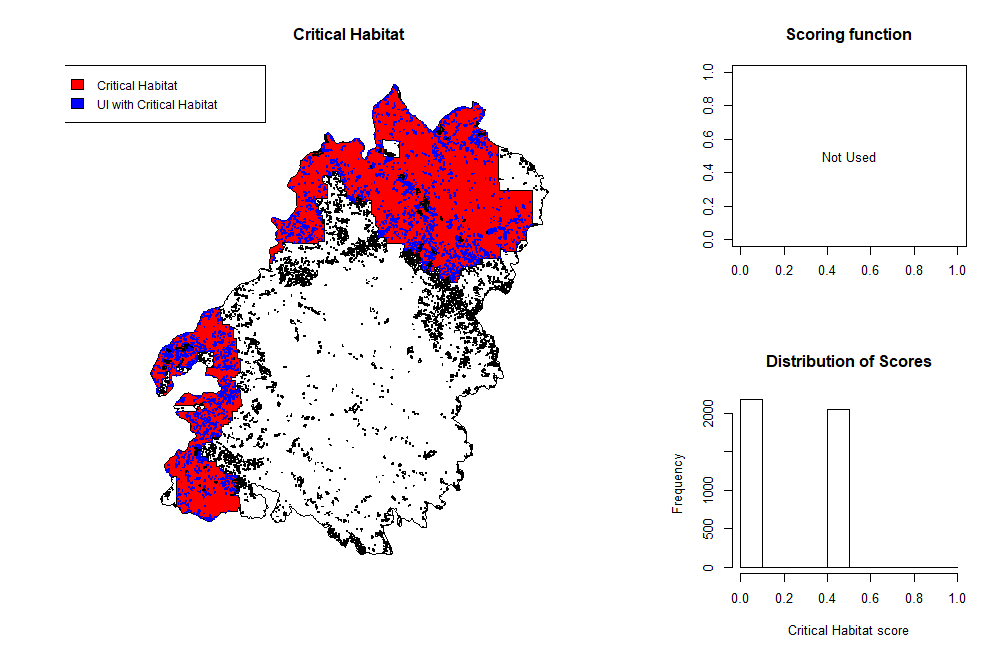 Critical Habitat
Critical Habitat
UI with Critical Habitat
Scoring function
1.0
0.8
0.6
0.4
0.2
0.0
Not Used
0.0 0.2 0.4 0.6 0.8 1.0
Distribution of Scores
Frequency
2000
1000
500
0
0.0 0.2 0.4 0.6 0.8 1.0
Critical Habitat score